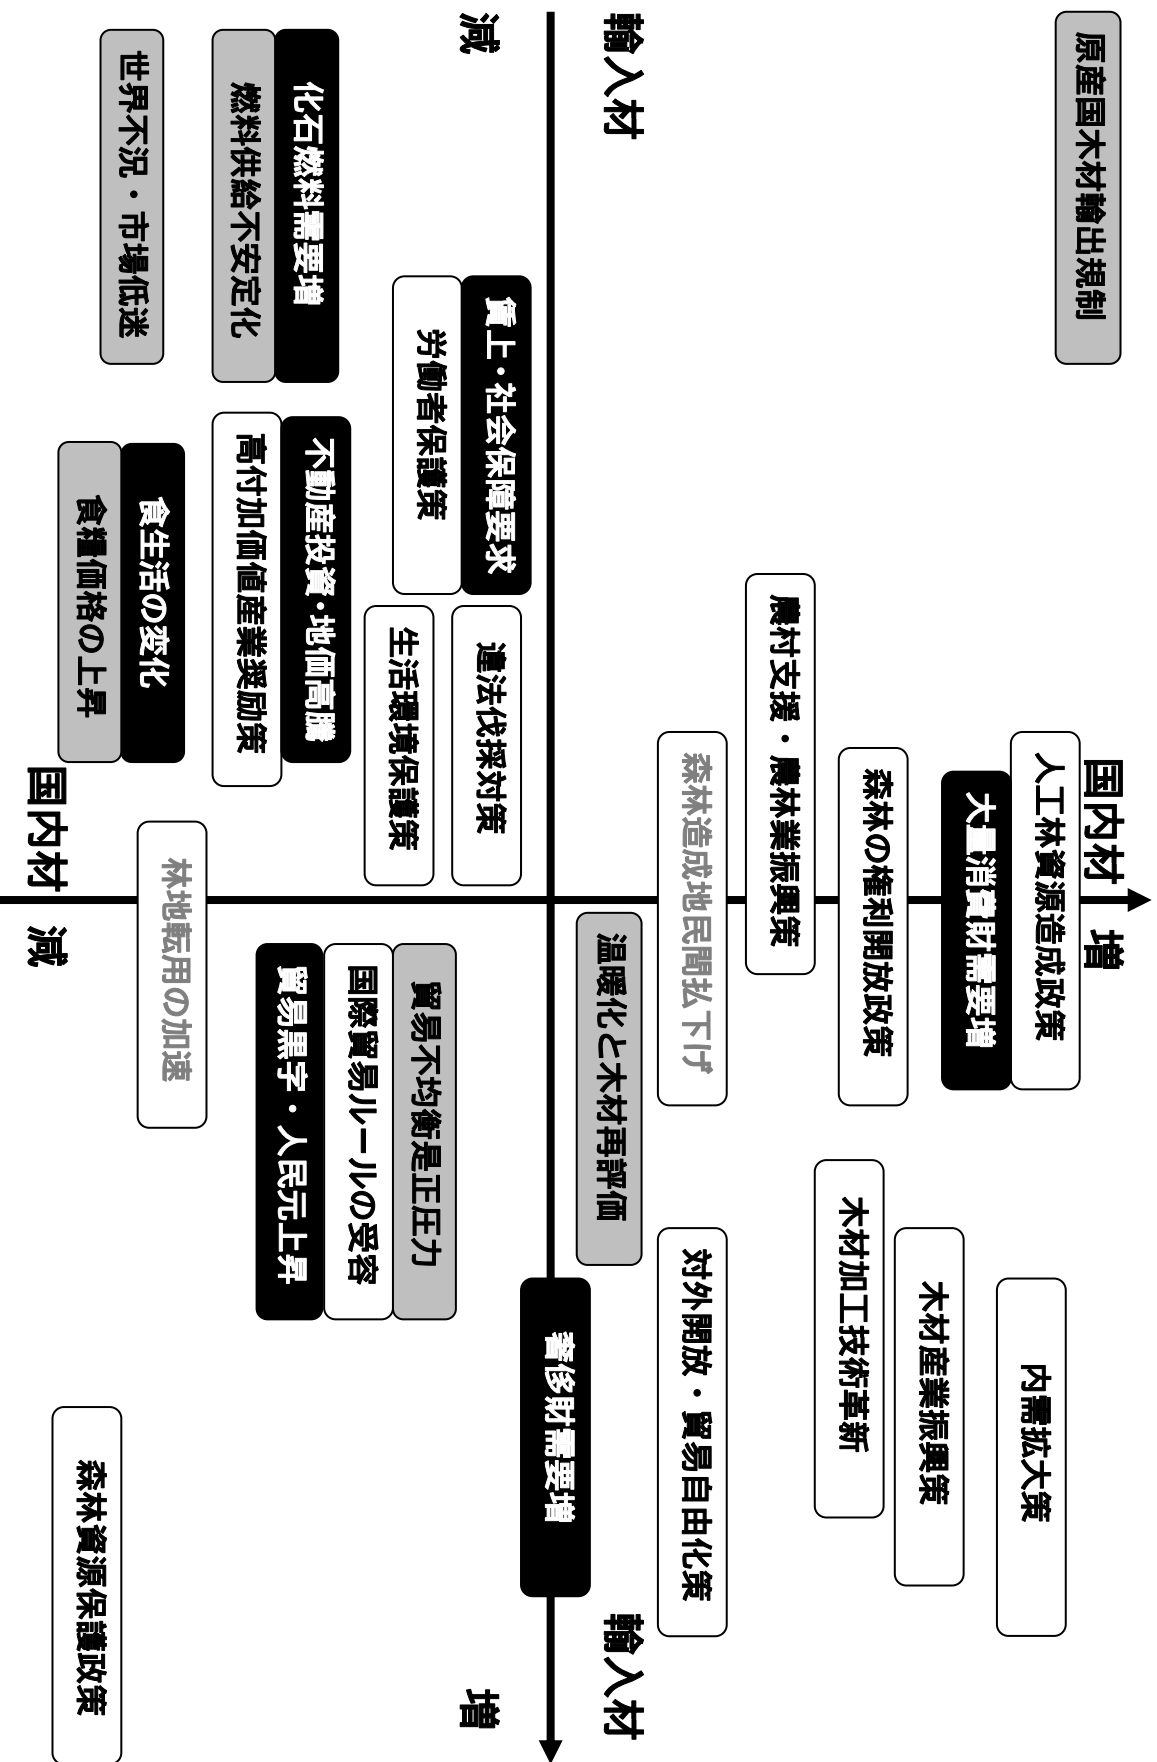 国内材
増
原産国木材輸出規制
人工林資源造成政策
大量消費財需要増
内需拡大策
森林の権利開放政策
木材産業振興策
農村支援・農林業振興策
木材加工技術革新
森林造成地民間払下げ
対外開放・貿易自由化策
輸入材
減
温暖化と木材再評価
輸入材
増
奢侈財需要増
賃上・社会保障要求
労働者保護策
違法伐採対策
生活環境保護策
貿易不均衡是正圧力
国際貿易ルールの受容
貿易黒字・人民元上昇
化石燃料需要増
燃料供給不安定化
不動産投資・地価高騰
高付加価値産業奨励策
林地転用の加速
世界不況・市場低迷
食生活の変化
食糧価格の上昇
森林資源保護政策
国内材
減